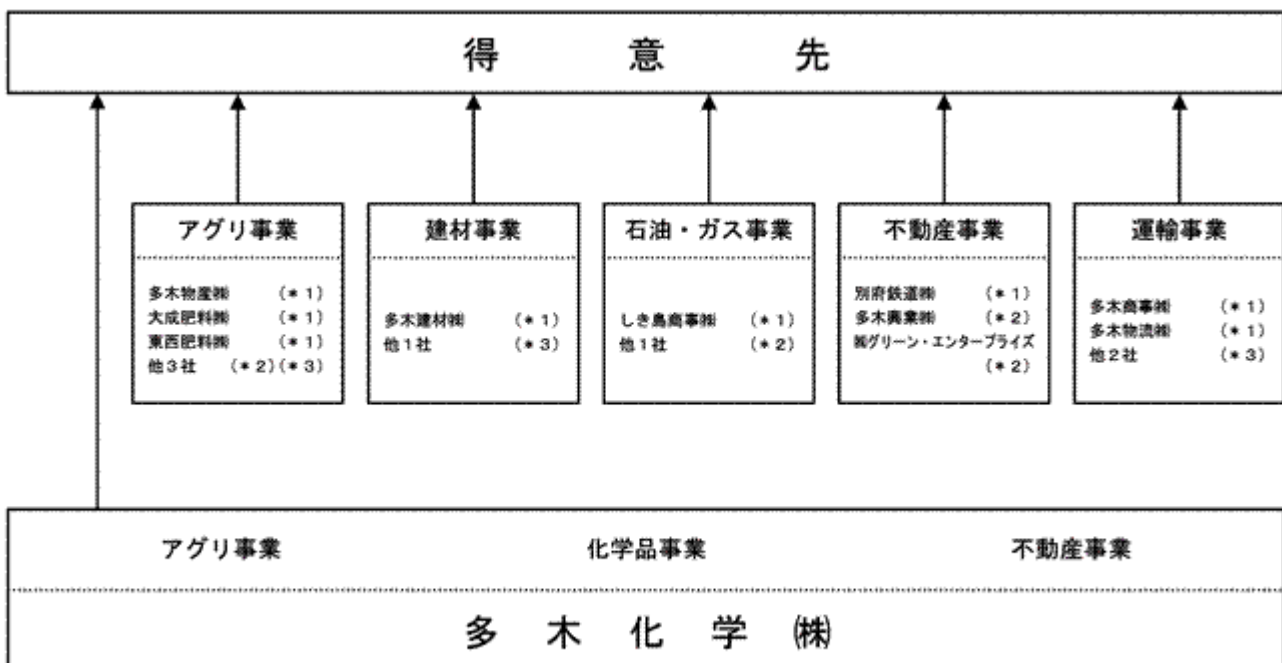 得意先
アグリ事業
多木物産㈱ (*1)
大成肥料㈱ (*1)
東西肥料㈱ (*1)
他3社 (*2)(*3)
建材事業
多木建材㈱ (*1)
他1社 (*3)
石油・ガス事業
しき島商事㈱ (*1)
他1社 (*2)
不動産事業
別府鉄道㈱ (*1)
多木興業㈱ (*2)
㈱グリーン・エンタープライズ
(*2)
運輸事業
多木商事㈱ (*1)
多木物流㈱ (*1)
他2社 (*3)
アグリ事業 化学品事業 不動産事業
多木化学㈱